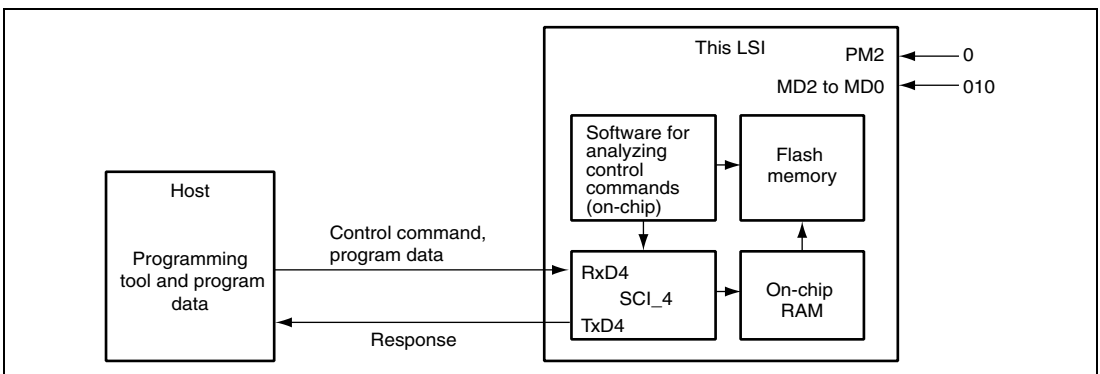 This LSI
PM2
0
MD2 to MD0
010
Software for
analyzing
control
commands
(on-chip)
Flash
memory
Host
Programming
tool and program
data
Control command,
program data
Response
RxD4
SCI_4
TxD4
On-chip
RAM